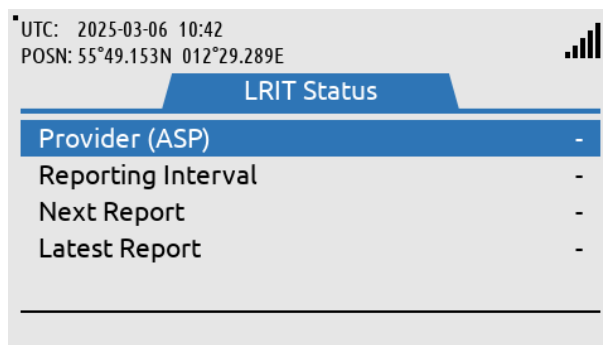 UTC: 2025-03-06 10:42
POSN: 55°49.153N 012°29.289E
LRIT Status
Provider (ASP) -
Reporting Interval -
Next Report -
Latest Report -